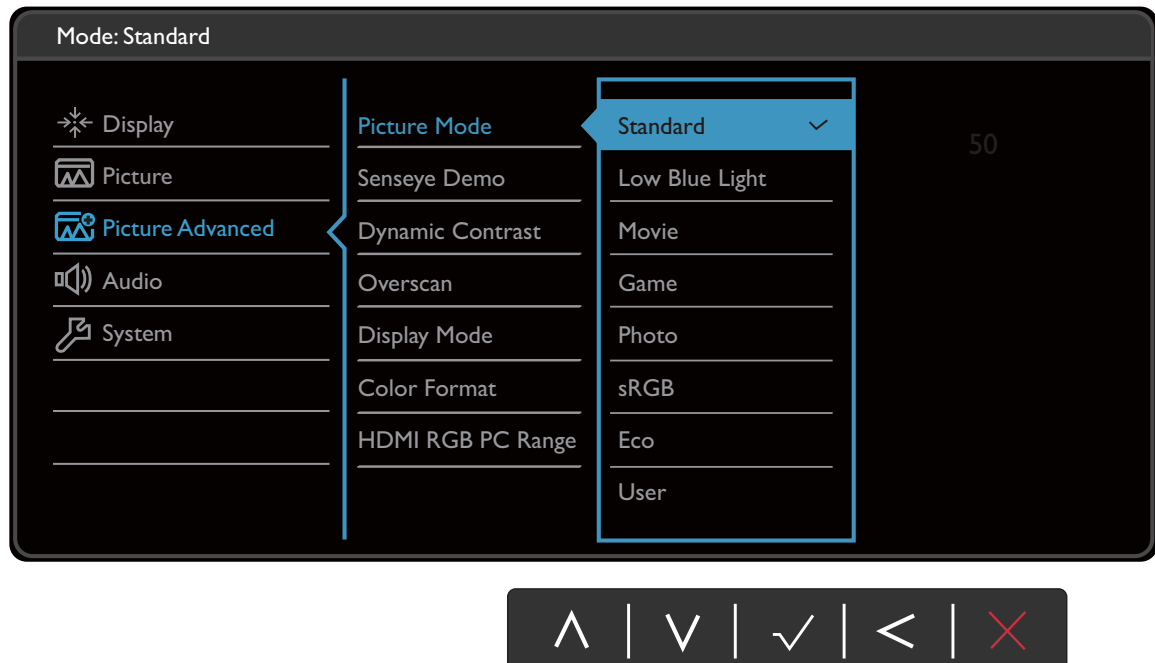 Mode: Standard
Display
Picture
Picture Advanced
Audio
System
Picture Mode
Senseye Demo
Dynamic Contrast
Overscan
Display Mode
Color Format
HDMI RGB PC Range
Standard
Low Blue Light
Movie
Game
Photo
sRGB
Eco
User
50